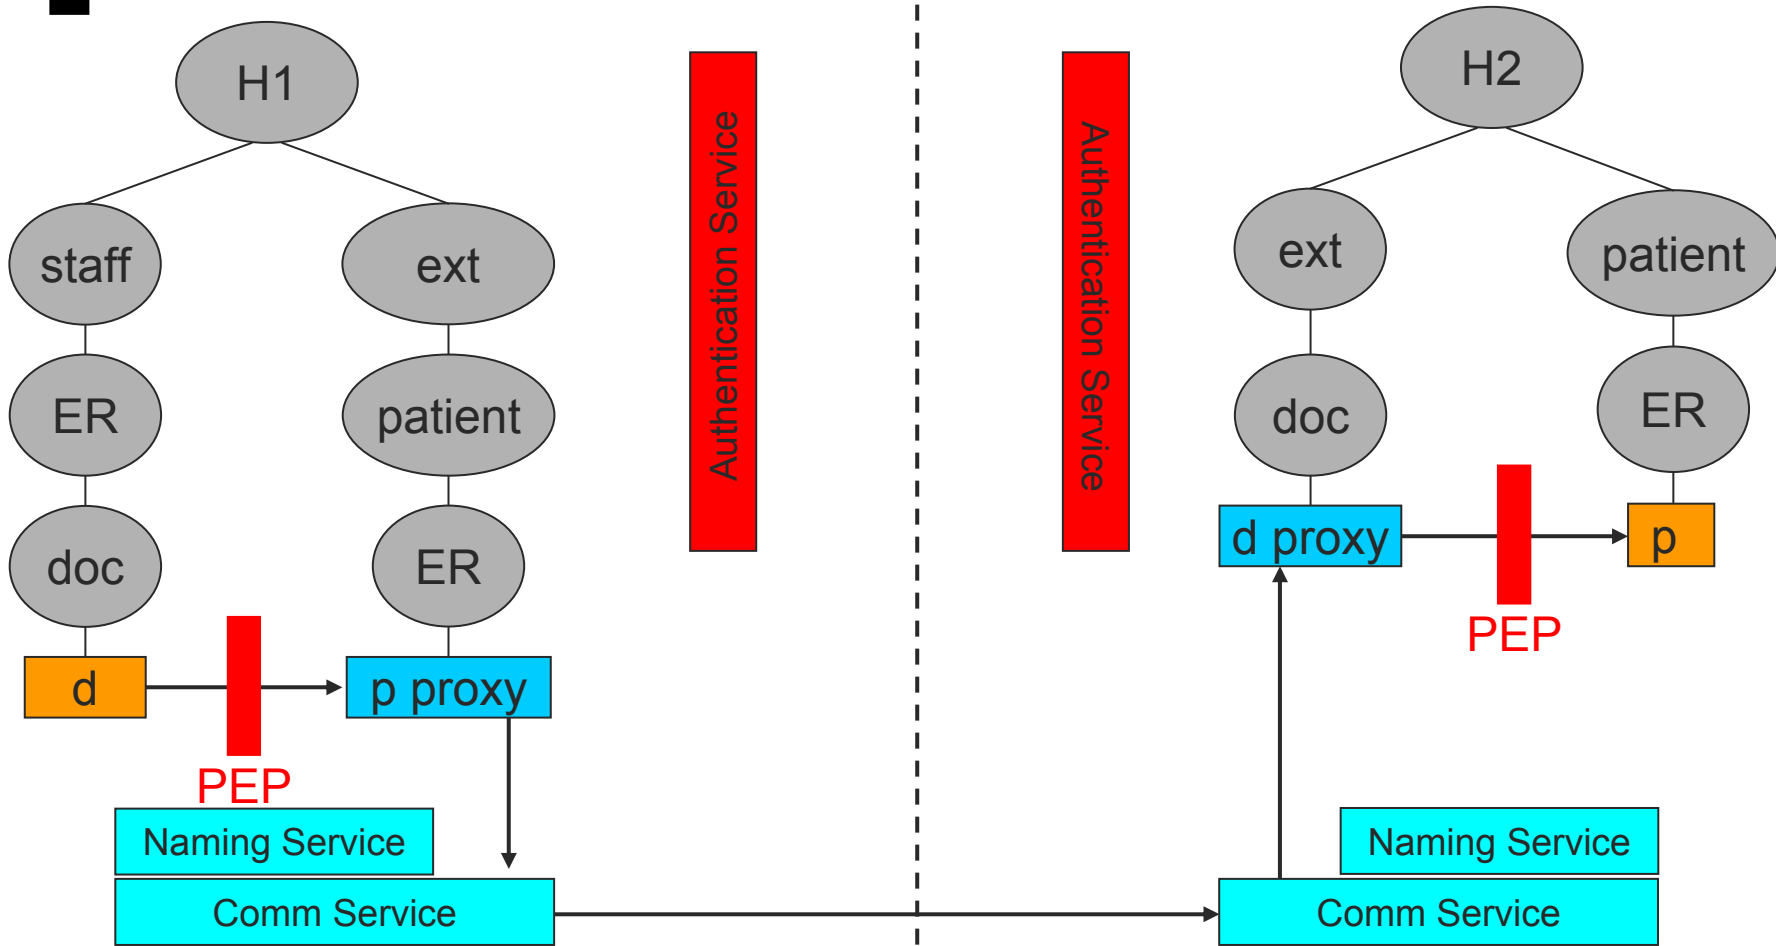 H1
staff
ext
ER
patient
doc
ER
d
p proxy
PEP
Naming Service
Comm Service
Authentication Service
Authentication Service
H2
ext
patient
doc
ER
d proxy
p
PEP
Naming Service
Comm Service